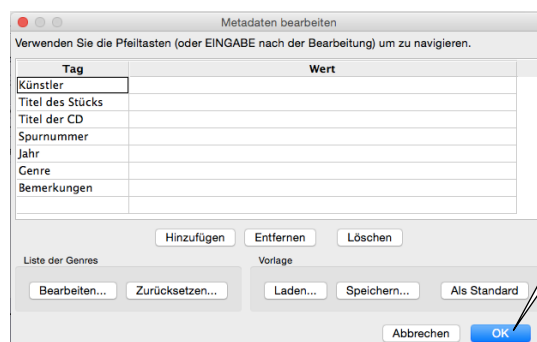 Metadaten bearbeiten
Verwenden Sie die Pfeiltasten (oder EINGABE nach der Bearbeitung) um zu navigieren.
Tag Wert
Künstler
Titel des Stücks
Titel der CD
Spurnummer
Jahr
Genre
Bemerkungen
Hinzufügen Entfernen Löschen
Liste der Genres Vorlage
Bearbeiten... Zurücksetzen... Laden... Speichern... Als Standard
Abbrechen OK